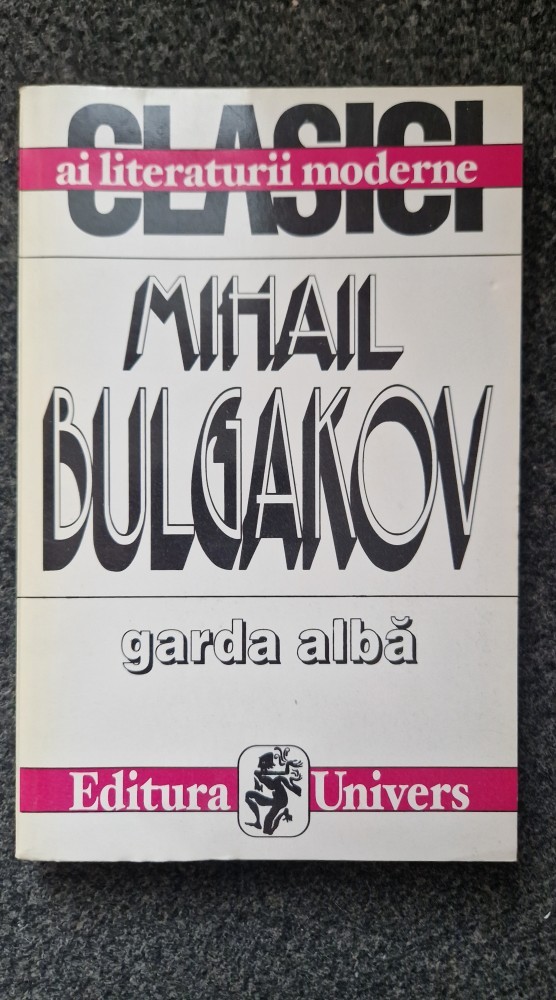 CLASICI
ai literaturii moderne
MIHAIL
BULGAKOV
garda albă
Editura Univers